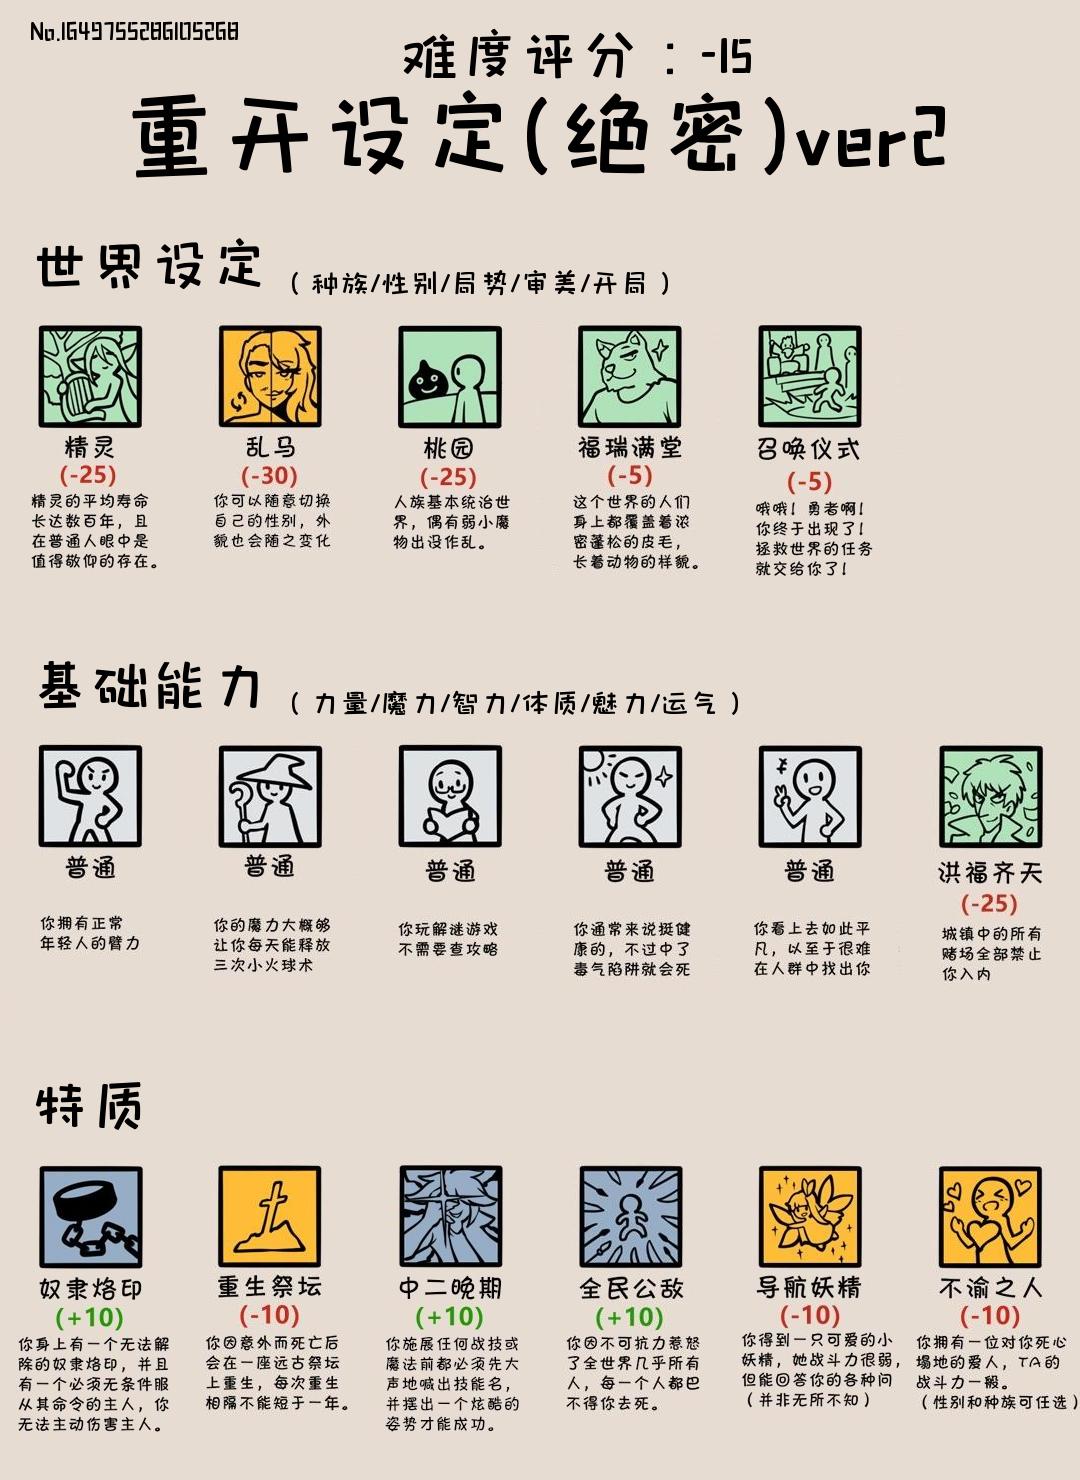 No.1649755286105268
难度评分：-15
重开设定(绝密)ver2
世界设定（种族/性别/局势/审美/开局）
精灵
(-25)
精灵的平均寿命
长达数百年，且
在普通人眼中是
值得敬仰的存在。
乱马
(-30)
你可以随意切换
自己的性别，外
貌也会随之变化
桃园
(-25)
人族基本统治世
界，偶有弱小魔
物出没作乱。
福瑞满堂
(-5)
这个世界的人们
身上都覆盖着浓
密蓬松的皮毛，
长着动物的样貌。
召唤仪式
(-5)
哦哦！勇者啊！
你终于出现了！
拯救世界的任务
就交给你了！
基础能力（力量/魔力/智力/体质/魅力/运气）
普通
你拥有正常
年轻人的臂力
普通
你的魔力大概够
让你每天能释放
三次小火球术
普通
你玩解谜游戏
不需要查攻略
普通
你通常来说挺健
康的，不过中了
毒气陷阱就会死
普通
你看上去如此平
凡，以至于很难
在人群中找出你
洪福齐天
(-25)
城镇中的所有
赌场全部禁止
你入内
特质
奴隶烙印
(+10)
你身上有一个无法解
除的奴隶烙印，并且
有一个必须无条件服
从其命令的主人，你
无法主动伤害主人。
重生祭坛
(-10)
你因意外而死亡后
会在一座远古祭坛
上重生，每次重生
相隔不能短于一年。
中二晚期
(+10)
你施展任何战技或
魔法前都必须先大
声地喊出技能名，
并摆出一个炫酷的
姿势才能成功。
全民公敌
(+10)
你因不可抗力惹怒
了全世界几乎所有
人，每一个人都巴
不得你去死。
导航妖精
(-10)
你得到一只可爱的小
妖精，她战斗力很弱，
但能回答你的各种问
（并非无所不知）
不渝之人
(-10)
你拥有一位对你死心
塌地的爱人，TA的
战斗力一般。
（性别和种族可任选）